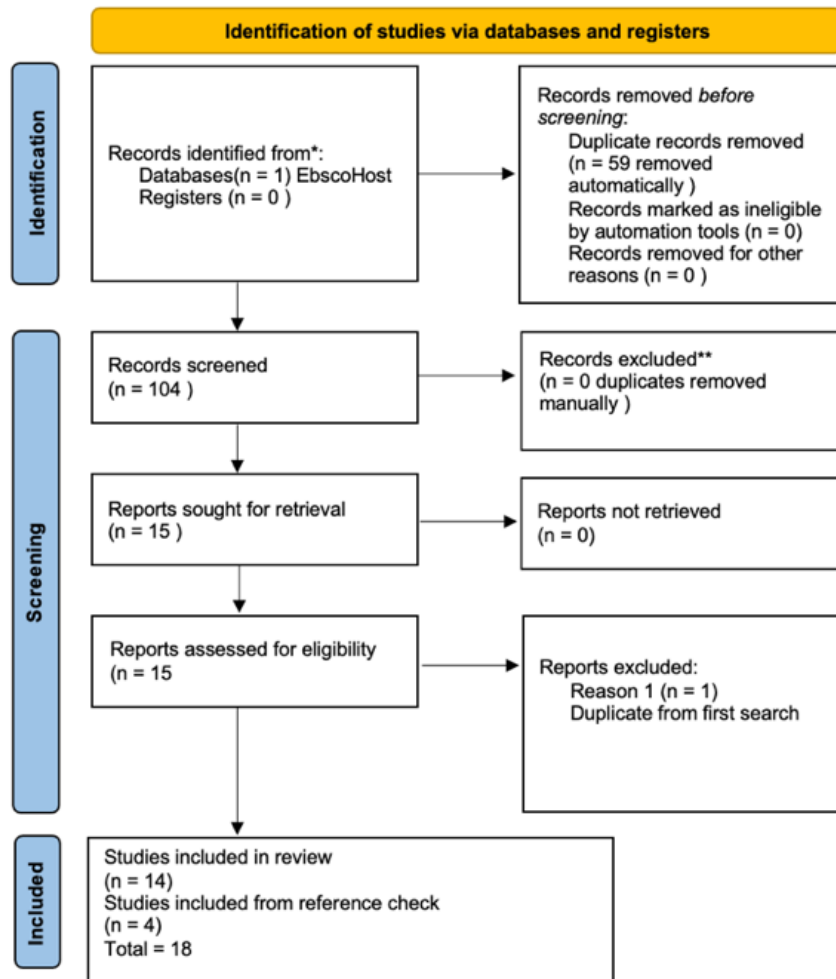 Identification of studies via databases and registers
Identification
Records identified from*:
Databases(n = 1) EbscoHost
Registers (n = 0 )
Records removed before
screening:
Duplicate records removed
(n = 59 removed
automatically )
Records marked as ineligible
by automation tools (n = 0)
Records removed for other
reasons (n = 0 )
Screening
Records screened
(n = 104 )
Records excluded**
(n = 0 duplicates removed
manually )
Reports sought for retrieval
(n = 15 )
Reports not retrieved
(n = 0)
Reports assessed for eligibility
(n = 15
Reports excluded:
Reason 1 (n = 1)
Duplicate from first search
Included
Studies included in review
(n = 14)
Studies included from reference check
(n = 4)
Total = 18